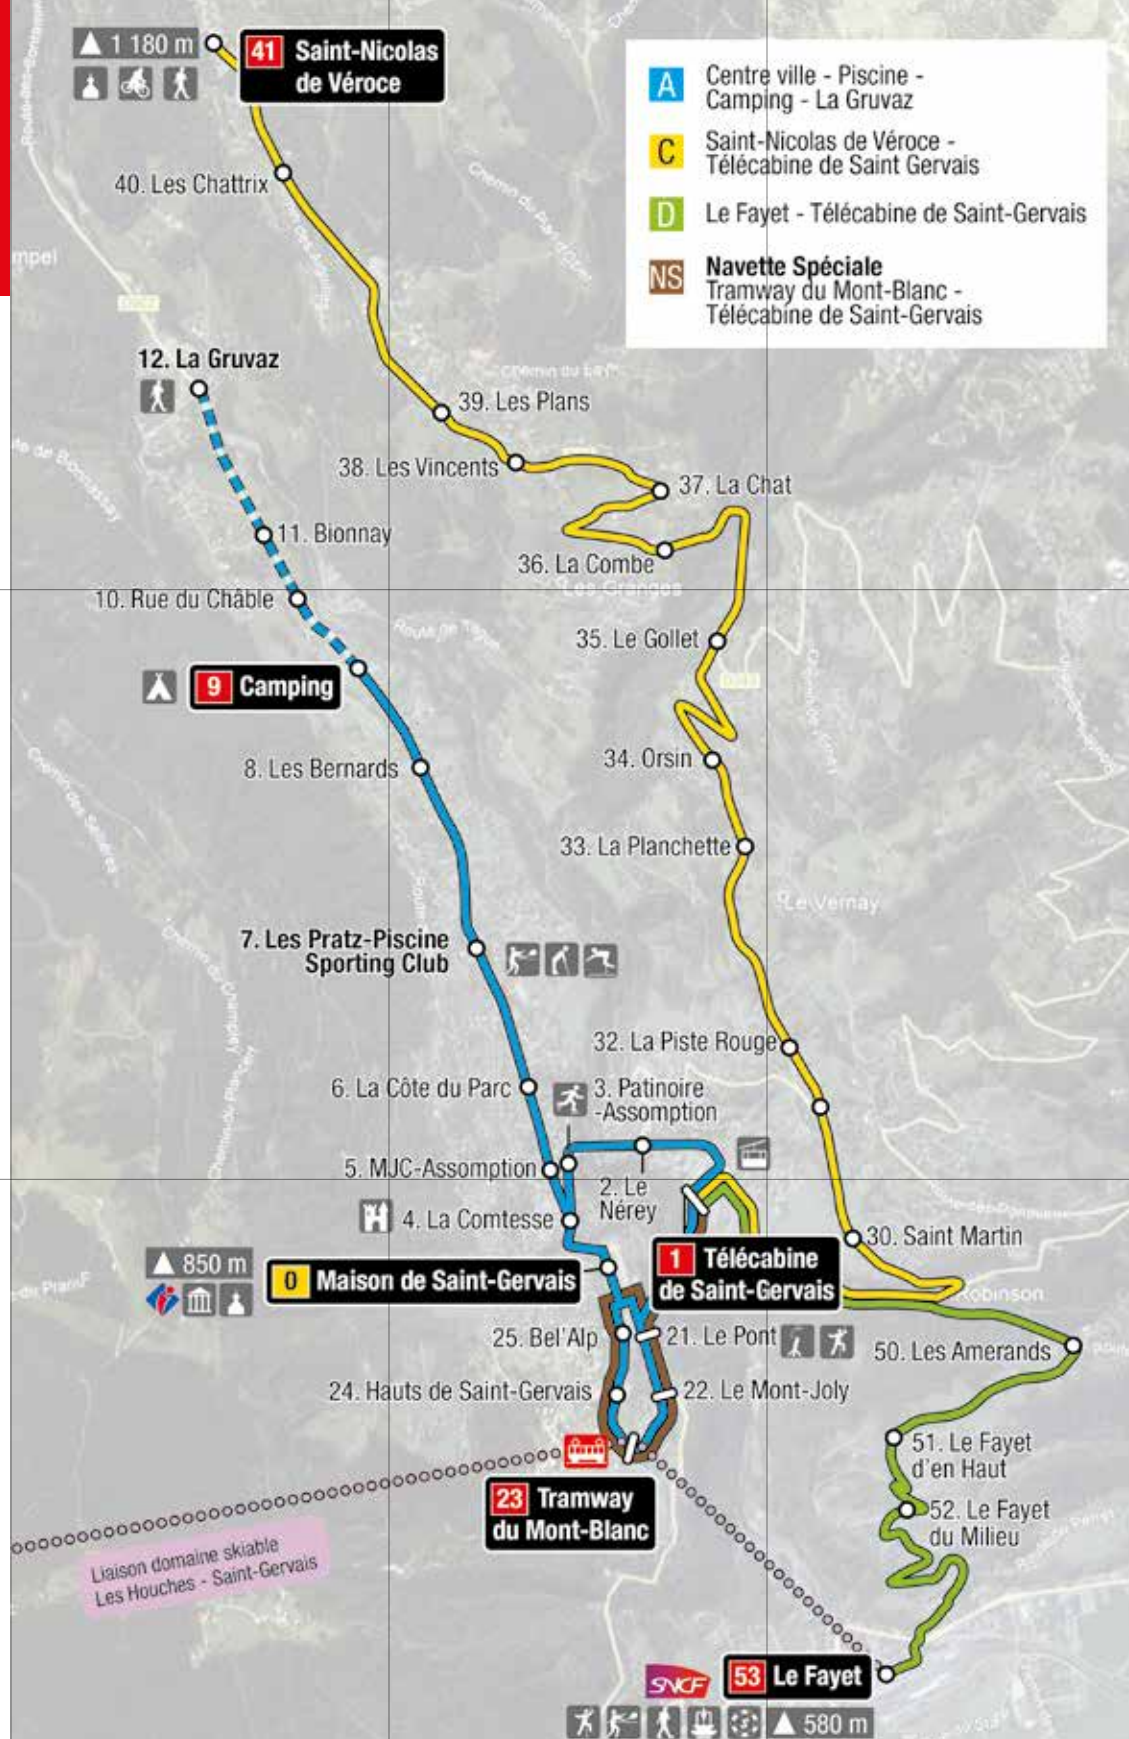 1 180 m
41 Saint-Nicolas
de Véroce
A Centre ville - Piscine -
Camping - La Gruvaz
C Saint-Nicolas de Véroce -
Télécabine de Saint Gervais
D Le Fayet - Télécabine de Saint-Gervais
NS Navette Spéciale
Tramway du Mont-Blanc -
Télécabine de Saint-Gervais
40. Les Chattrix
mpel
12. La Gruvaz
39. Les Plans
38. Les Vincents
37. La Chat
11. Bionnay
36. La Combe
Les Granges
10. Rue du Châble
35. Le Gollet
9 Camping
34. Orsin
8. Les Bernards
33. La Planchette
Le Vernay
7. Les Pratz-Piscine
Sporting Club
32. La Piste Rouge
6. La Côte du Parc
3. Patinoire
-Assomption
5. MJC-Assomption
2. Le
Nérey
4. La Comtesse
30. Saint Martin
850 m
0 Maison de Saint-Gervais
1 Télécabine
de Saint-Gervais
Robinson
25. Bel'Alp
21. Le Pont
50. Les Amerands
24. Hauts de Saint-Gervais
22. Le Mont-Joly
51. Le Fayet
d'en Haut
23 Tramway
du Mont-Blanc
52. Le Fayet
du Milieu
Liaison domaine skiable
Les Houches - Saint-Gervais
SNCF
53 Le Fayet
580 m